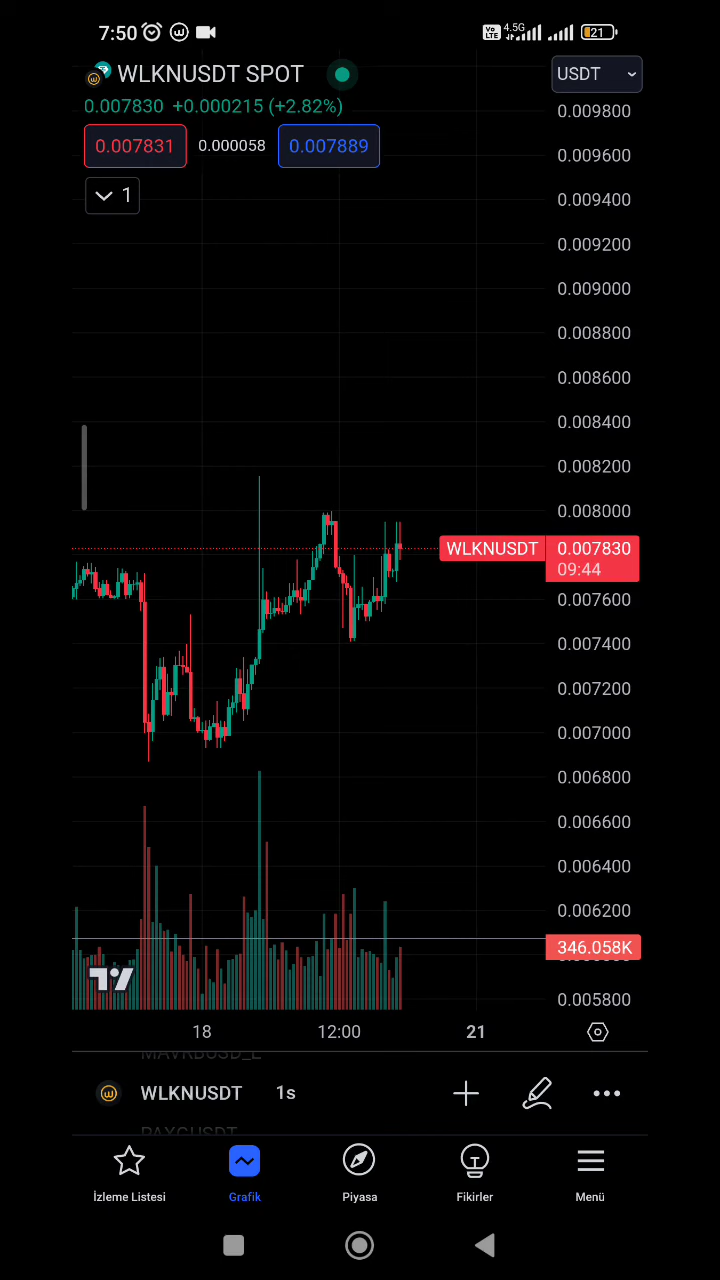 7:50
Vo LTE 4.5G 21
WLKNUSDT SPOT
USDT
0.007830 +0.000215 (+2.82%)
0.007831 0.000058 0.007889
1
0.009800
0.009600
0.009400
0.009200
0.009000
0.008800
0.008600
0.008400
0.008200
0.008000
WLKNUSDT 0.007830
09:44
0.007600
0.007400
0.007200
0.007000
0.006800
0.006600
0.006400
0.006200
346.058K
0.005800
18 12:00 21
MAVRBUSD_L
WLKNUSDT 1s
PAXGUSDT
İzleme Listesi Grafik Piyasa Fikirler Menü